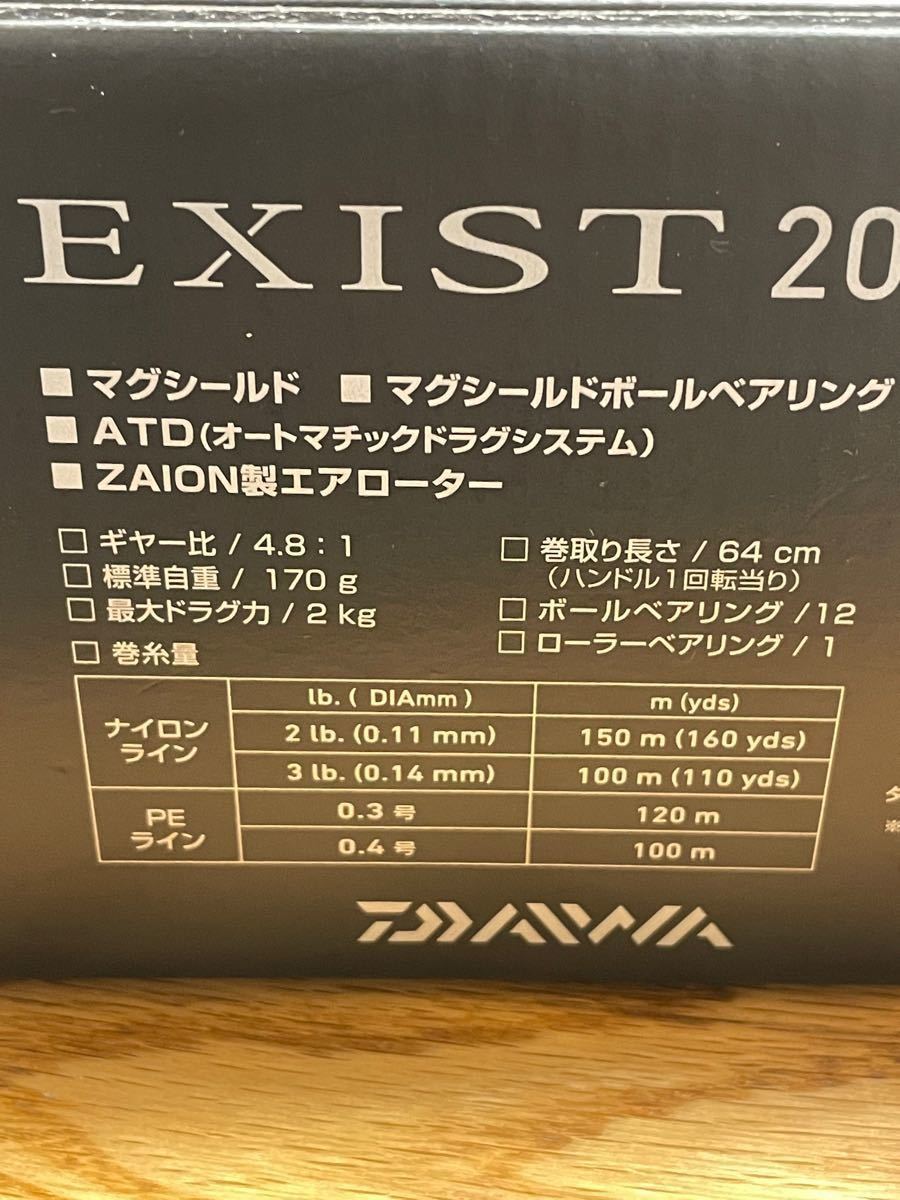 EXIST 20
■ マグシールド ■ マグシールドボールベアリング
■ ATD(オートマチックドラグシステム)
■ ZAION製エアローター
□ ギヤー比 / 4.8:1
□ 標準自重 / 170 g
□ 最大ドラグ力 / 2 kg
□ 巻取り長さ / 64 cm
(ハンドル1回転当り)
□ ボールベアリング /12
□ ローラーベアリング / 1
□ 巻糸量
lb. ( DIAmm ) m (yds)
ナイロン
ライン
2 lb. (0.11 mm) 150 m (160 yds)
3 lb. (0.14 mm) 100 m (110 yds)
PE
ライン
0.3 号 120 m
0.4 号 100 m
DAIWA